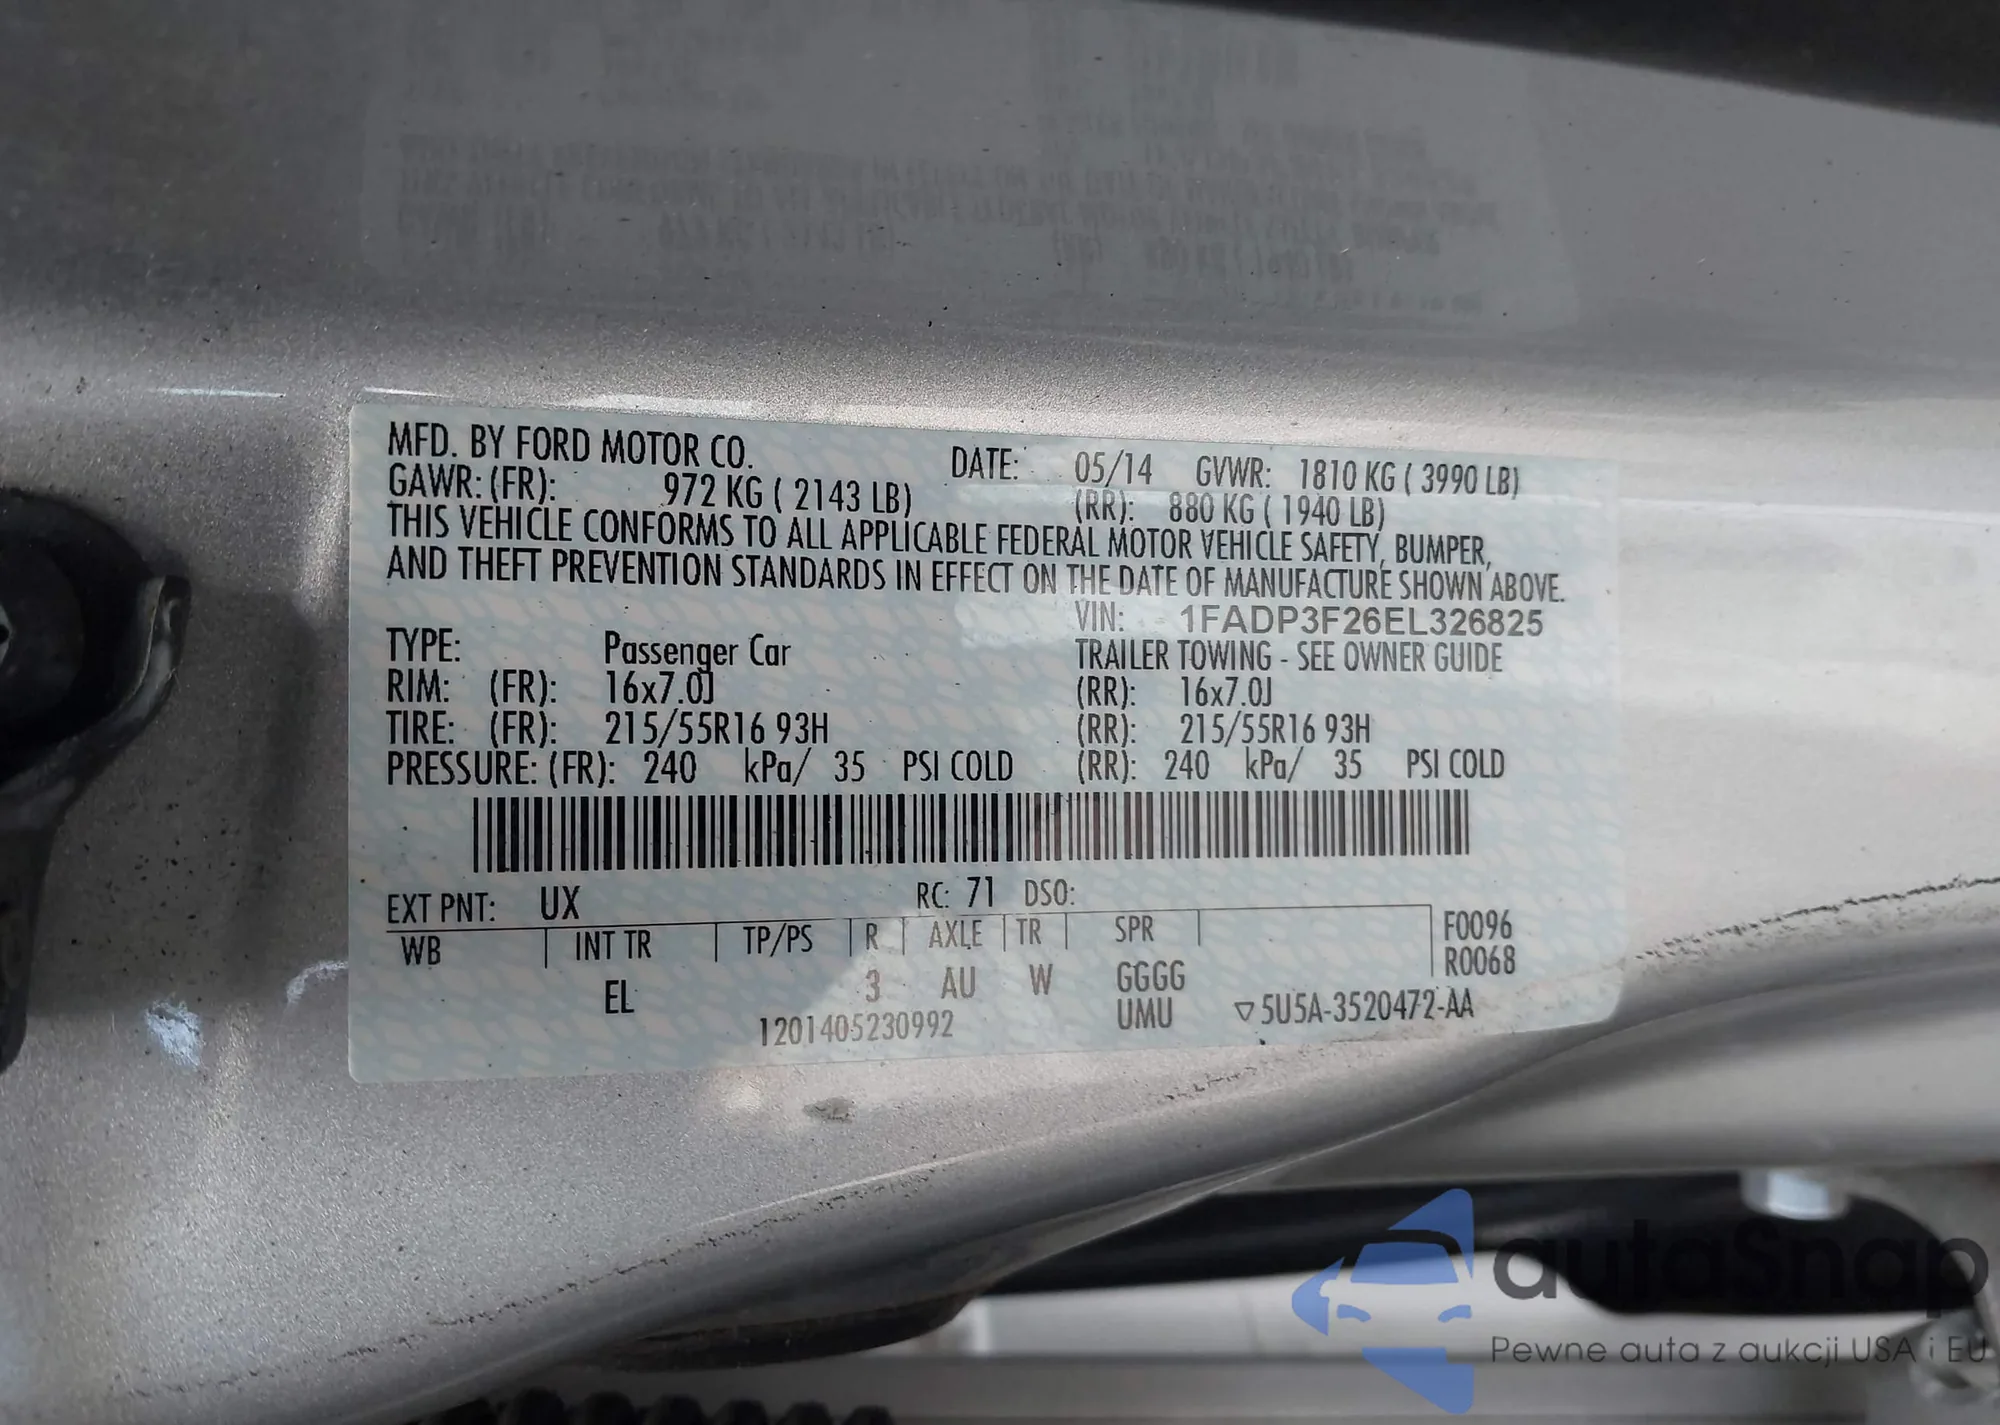 MFD. BY FORD MOTOR CO. DATE: 05/14 GVWR: 1810 KG ( 3990 LB)
GAWR: (FR): 972 KG ( 2143 LB) (RR): 880 KG ( 1940 LB)
THIS VEHICLE CONFORMS TO ALL APPLICABLE FEDERAL MOTOR VEHICLE SAFETY, BUMPER,
AND THEFT PREVENTION STANDARDS IN EFFECT ON THE DATE OF MANUFACTURE SHOWN ABOVE.
VIN: 1FADP3F26EL326825
TYPE: Passenger Car TRAILER TOWING - SEE OWNER GUIDE
RIM: (FR): 16x7.0J (RR): 16x7.0J
TIRE: (FR): 215/55R16 93H (RR): 215/55R16 93H
PRESSURE: (FR): 240 kPa/ 35 PSI COLD (RR): 240 kPa/ 35 PSI COLD
EXT PNT: UX RC: 71 DSO:
WB INT TR TP/PS R AXLE TR SPR F0096
R0068
EL 3 AU W GGGG
1201405230992 UMU ▽5U5A-3520472-AA
autoSnap
Pewne auta z aukcji USA i EU